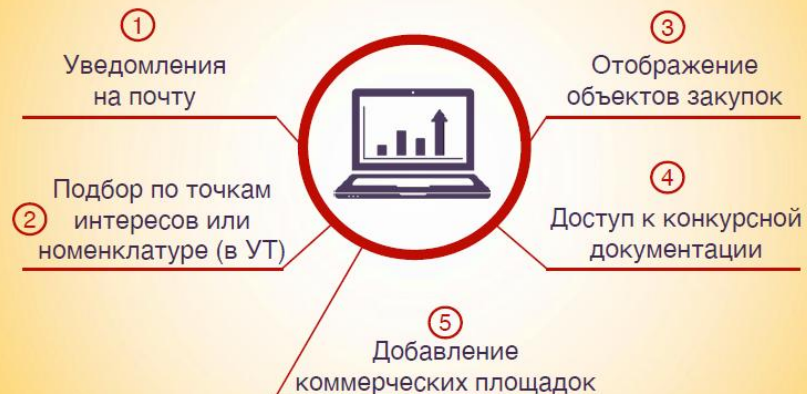 1
Уведомления
на почту
2
Подбор по точкам
интересов или
номенклатуре (в УТ)
3
Отображение
объектов закупок
4
Доступ к конкурсной
документации
5
Добавление
коммерческих площадок